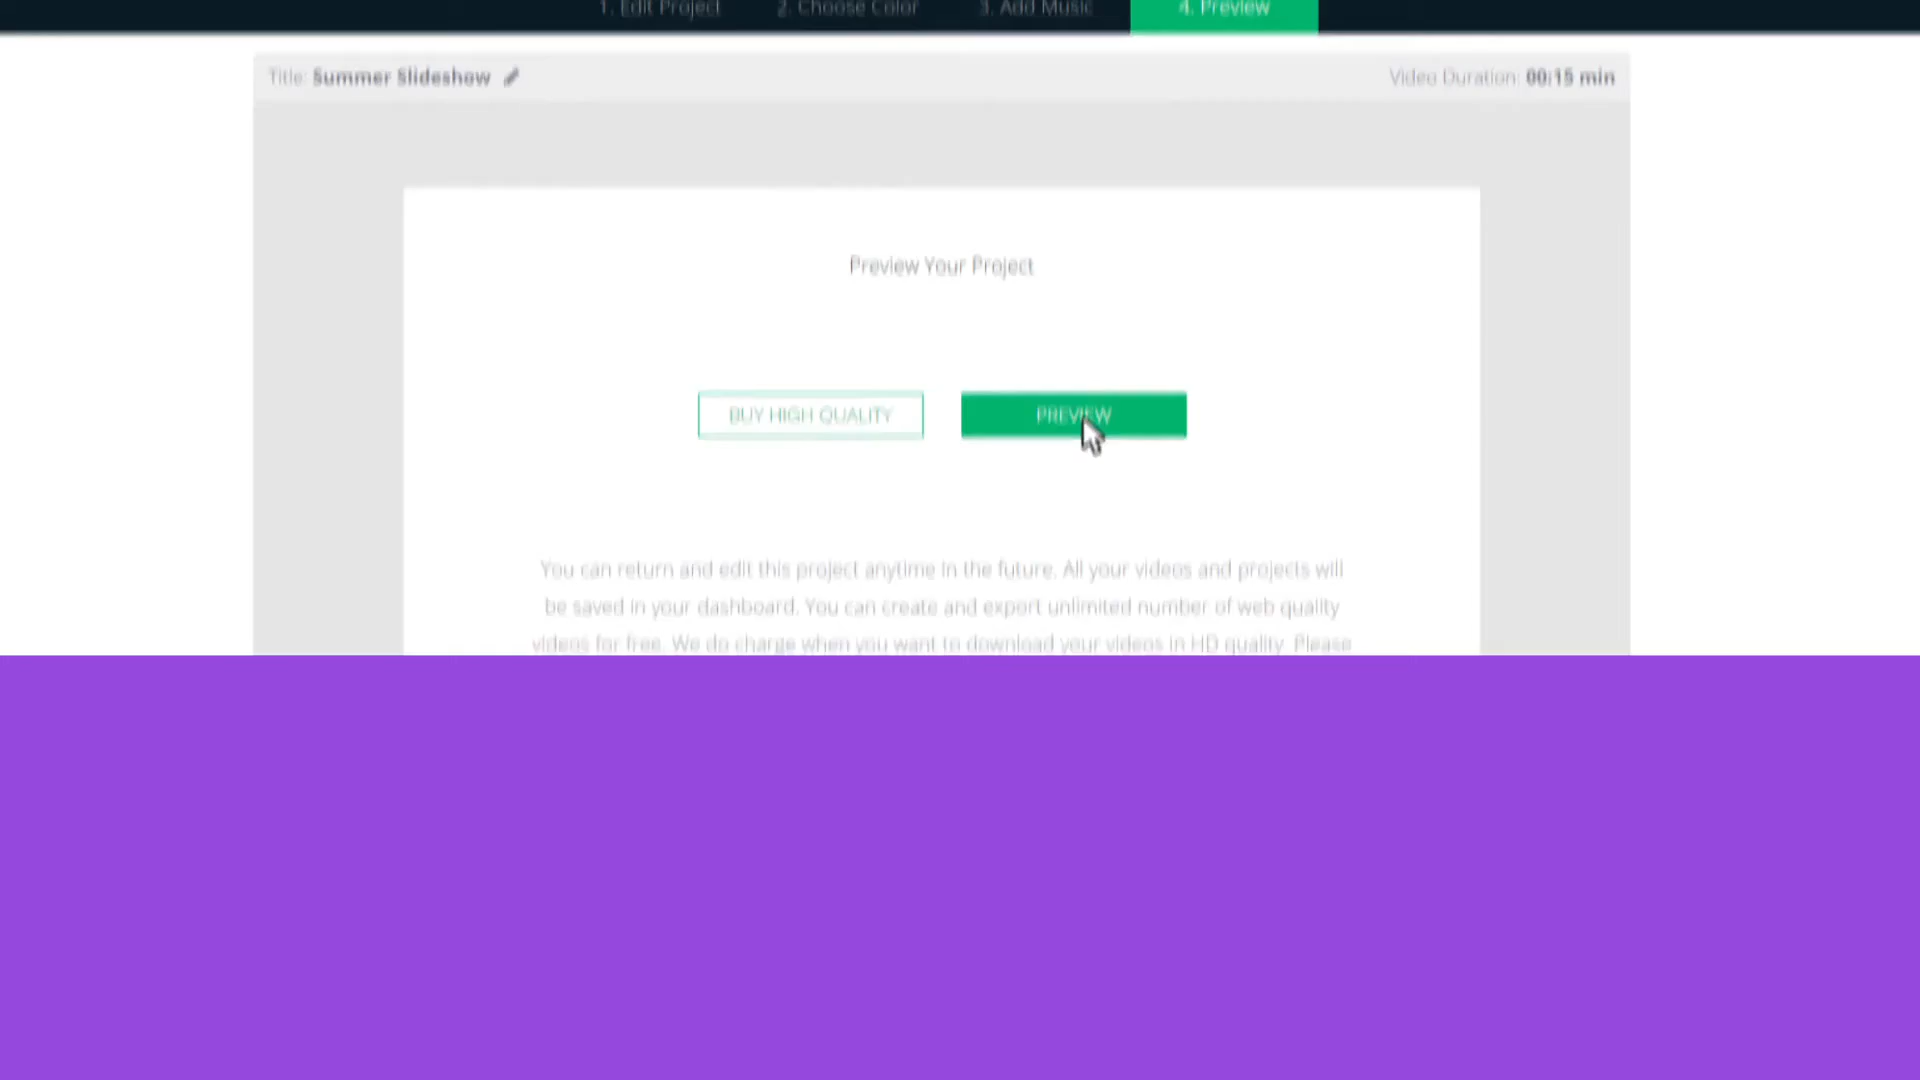 1. Edit Project 2. Choose Color 3. Add Music 4. Preview
Title: Summer Slideshow Video Duration: 00:15 min
Preview Your Project
BUY HIGH QUALITY PREVIEW
You can return and edit this project anytime in the future. All your videos and projects will
be saved in your dashboard. You can create and export unlimited number of web quality
videos for free. We do charge when you want to download your videos in HD quality. Please